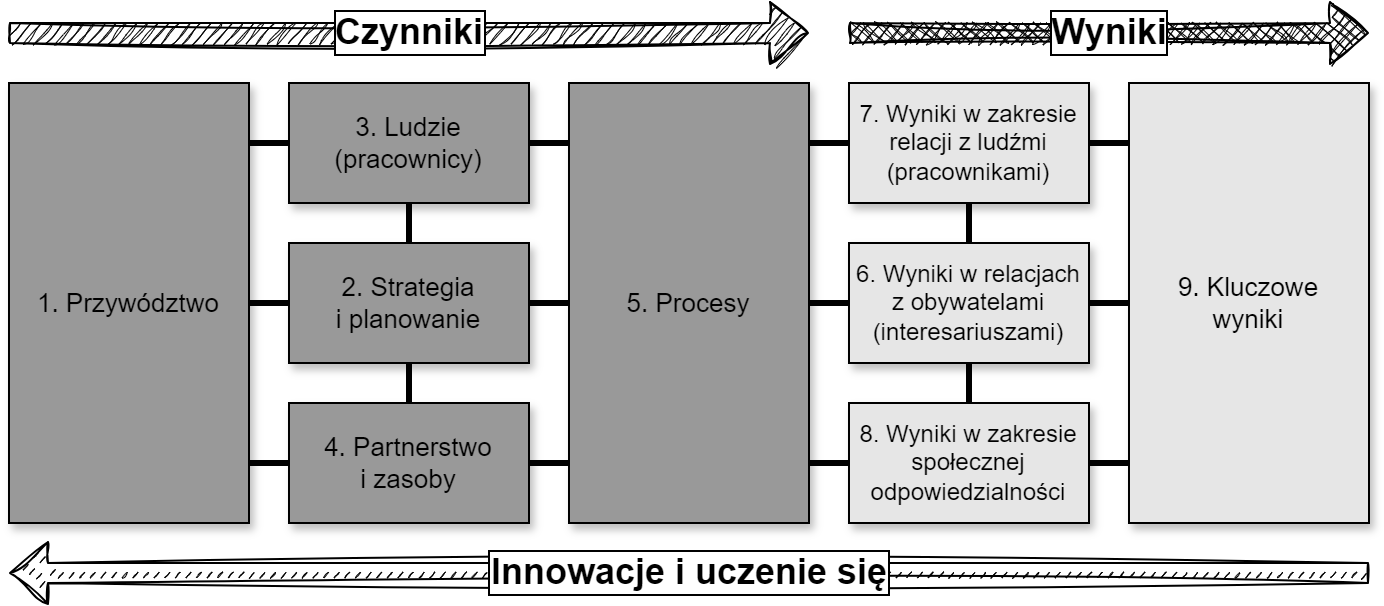 Czynniki
Wyniki
1. Przywództwo
3. Ludzie
(pracownicy)
2. Strategia
i planowanie
4. Partnerstwo
i zasoby
5. Procesy
7. Wyniki w zakresie
relacji z ludźmi
(pracownikami)
6. Wyniki w relacjach
z obywatelami
(interesariuszami)
8. Wyniki w zakresie
społecznej
odpowiedzialności
9. Kluczowe
wyniki
Innowacje i uczenie się